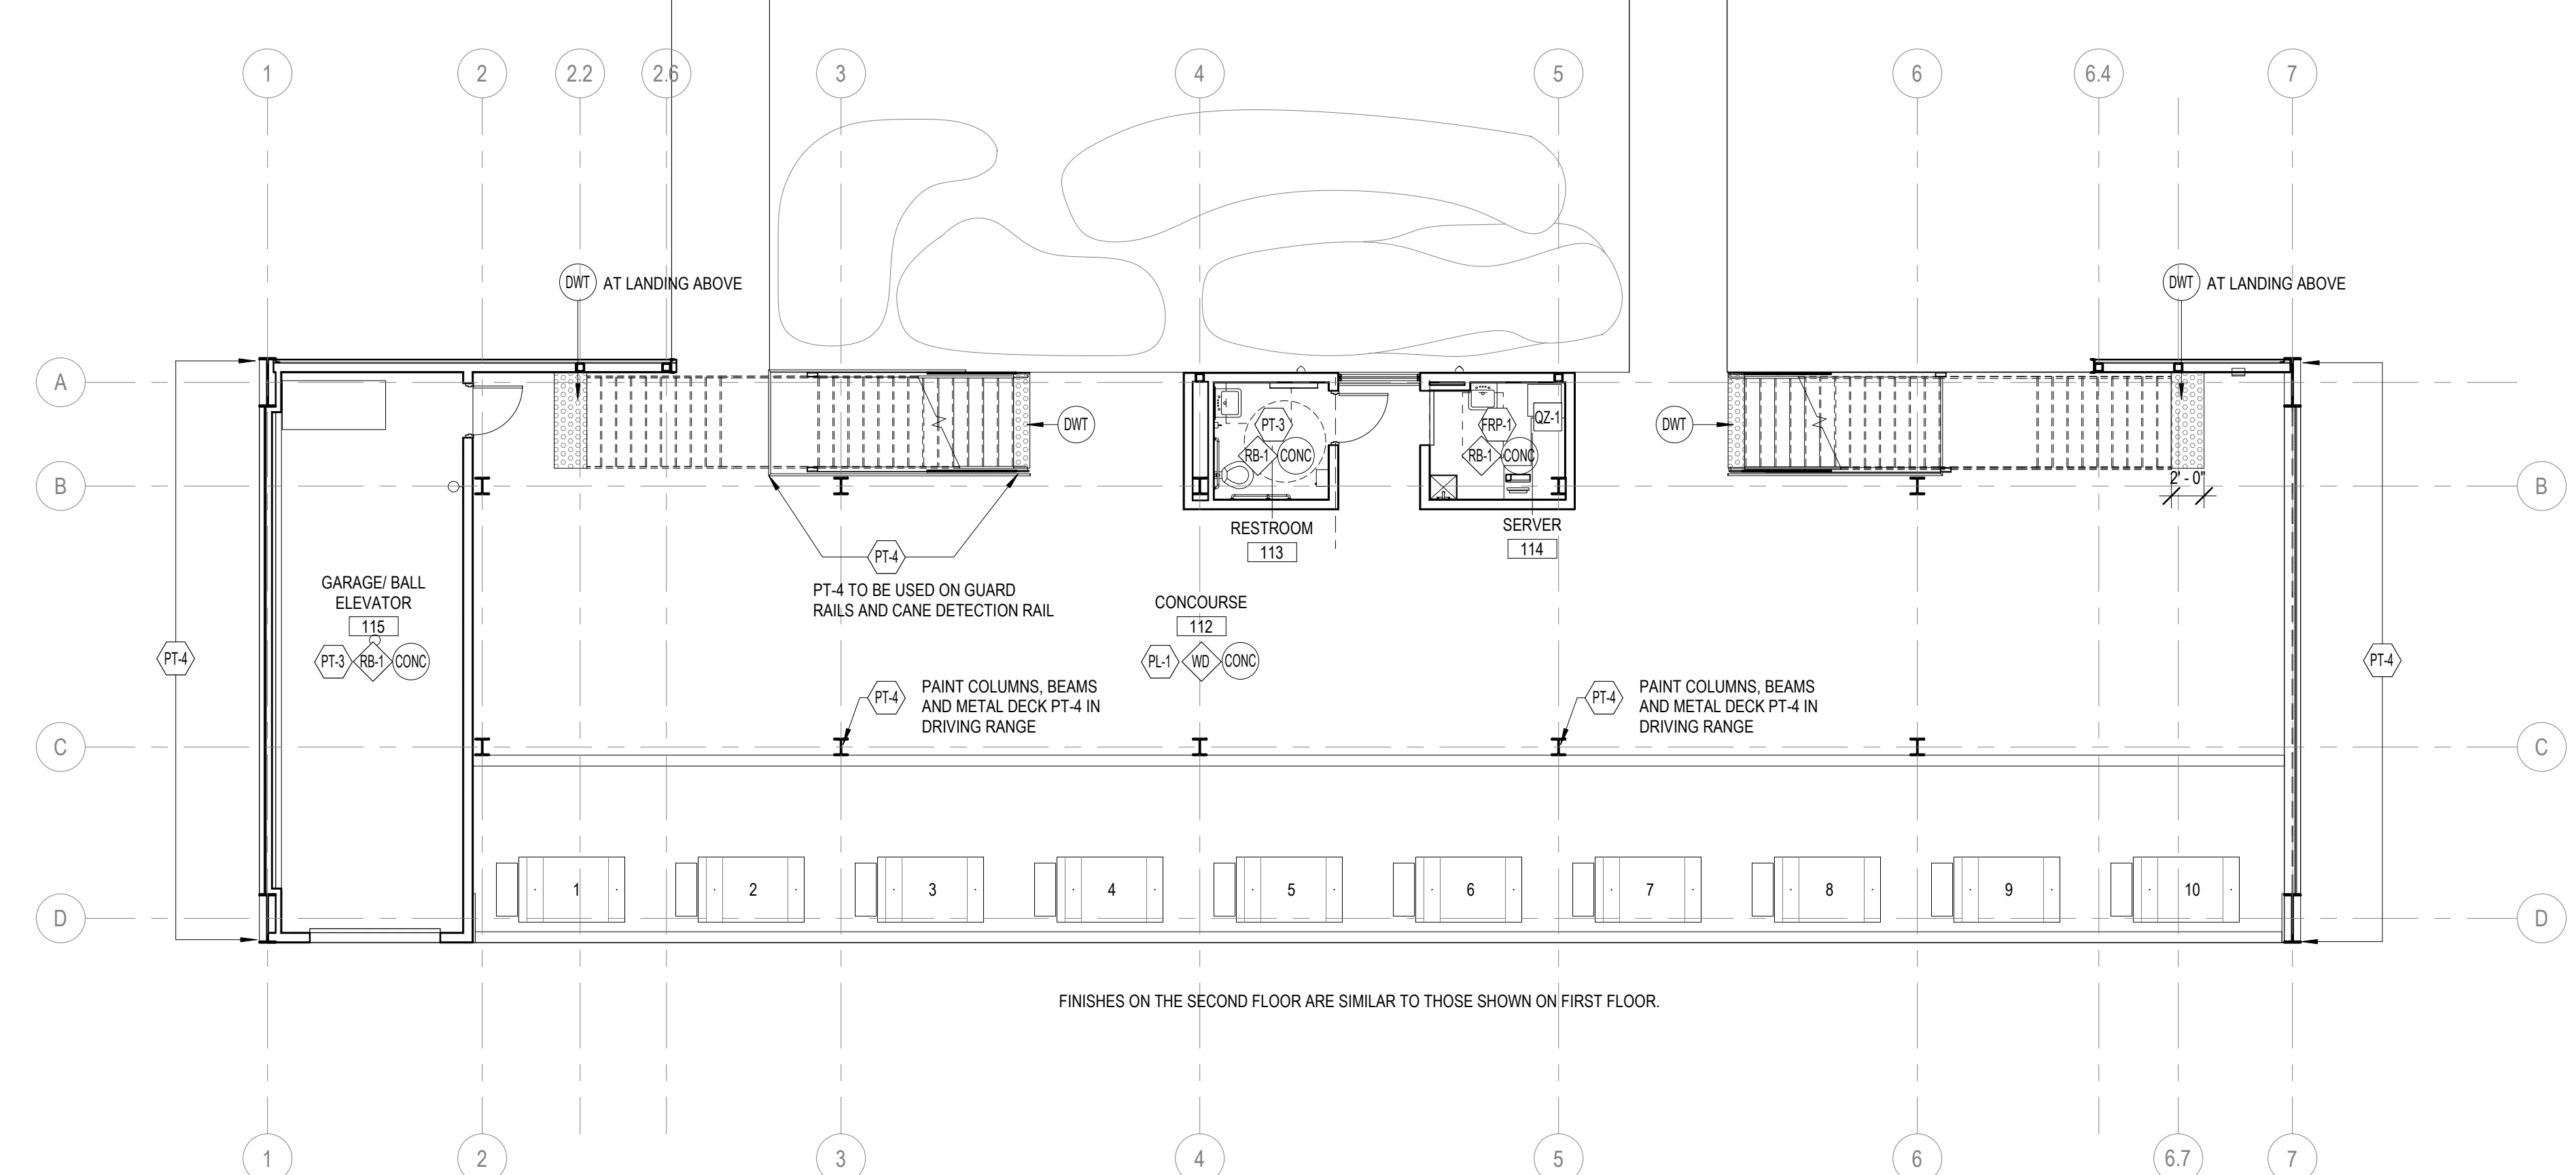 1 2 2.2 2.6 3 4 5 6 6.4 7
DWT AT LANDING ABOVE
DWT AT LANDING ABOVE
A
DWT
DWT
PT-3
RB-1 CONC
FRP-1 QZ-1
RB-1 CONC
B
B
2' - 0"
RESTROOM
113
SERVER
114
PT-4
PT-4 TO BE USED ON GUARD
RAILS AND CANE DETECTION RAIL
GARAGE/ BALL
ELEVATOR
115
PT-3 RB-1 CONC
CONCOURSE
112
PL-1 WD CONC
PT-4
PT-4
PT-4
PAINT COLUMNS, BEAMS
AND METAL DECK PT-4 IN
DRIVING RANGE
PT-4
PAINT COLUMNS, BEAMS
AND METAL DECK PT-4 IN
DRIVING RANGE
C
C
1 2 3 4 5 6 7 8 9 10
D
D
FINISHES ON THE SECOND FLOOR ARE SIMILAR TO THOSE SHOWN ON FIRST FLOOR.
1 2 3 4 5 6 6.7 7